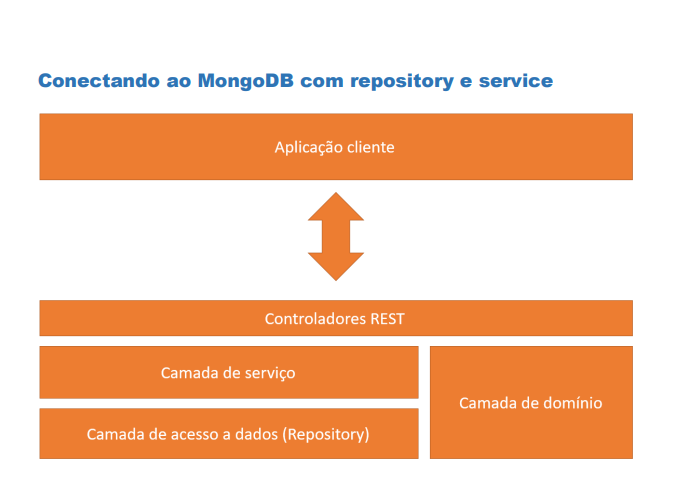 Conectando ao MongoDB com repository e service
Aplicação cliente
Controladores REST
Camada de serviço
Camada de acesso a dados (Repository)
Camada de domínio